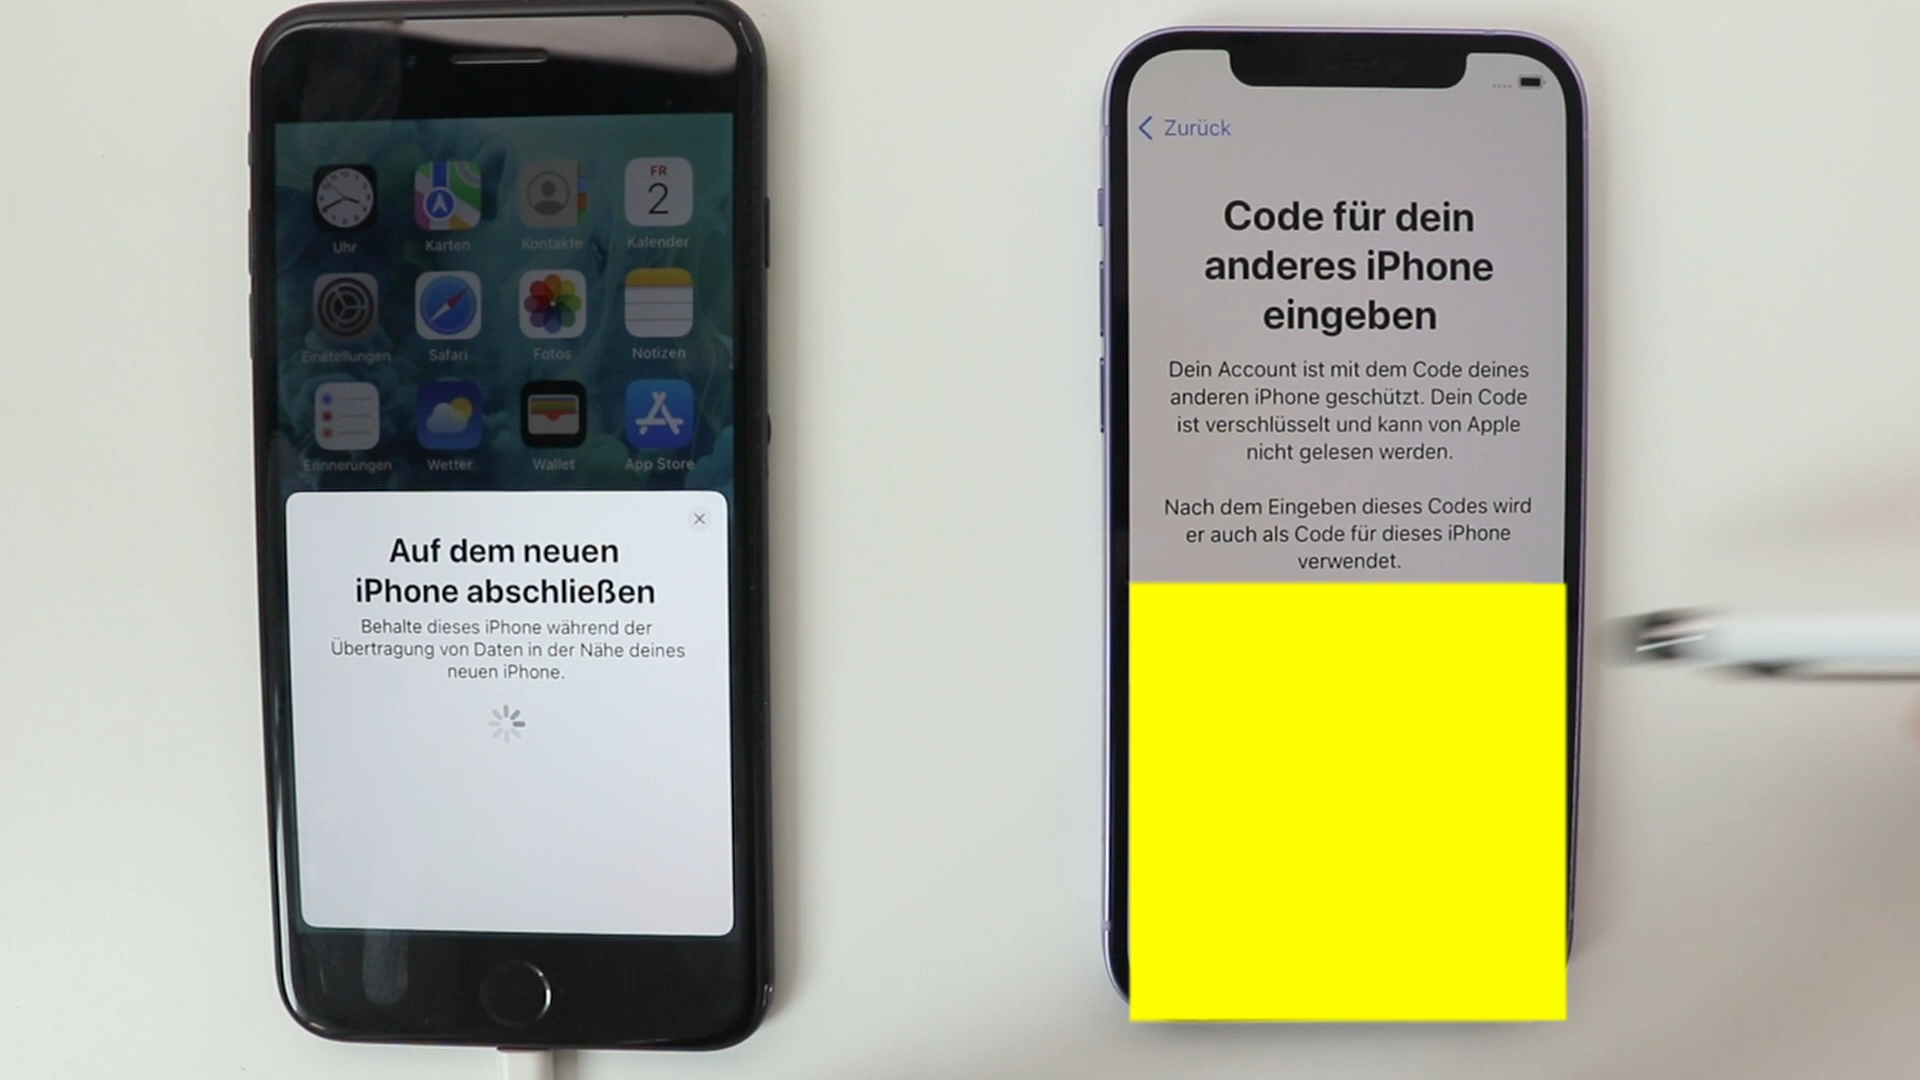 Uhr
Karten
Kontakte
FR
2
Kalender
Einstellungen
Safari
Fotos
Notizen
Erinnerungen
Wetter
Wallet
App Store
Auf dem neuen
iPhone abschließen
Behalte dieses iPhone während der
Übertragung von Daten in der Nähe deines
neuen iPhone.
Zurück
Code für dein
anderes iPhone
eingeben
Dein Account ist mit dem Code deines
anderen iPhone geschützt. Dein Code
ist verschlüsselt und kann von Apple
nicht gelesen werden.
Nach dem Eingeben dieses Codes wird
er auch als Code für dieses iPhone
verwendet.